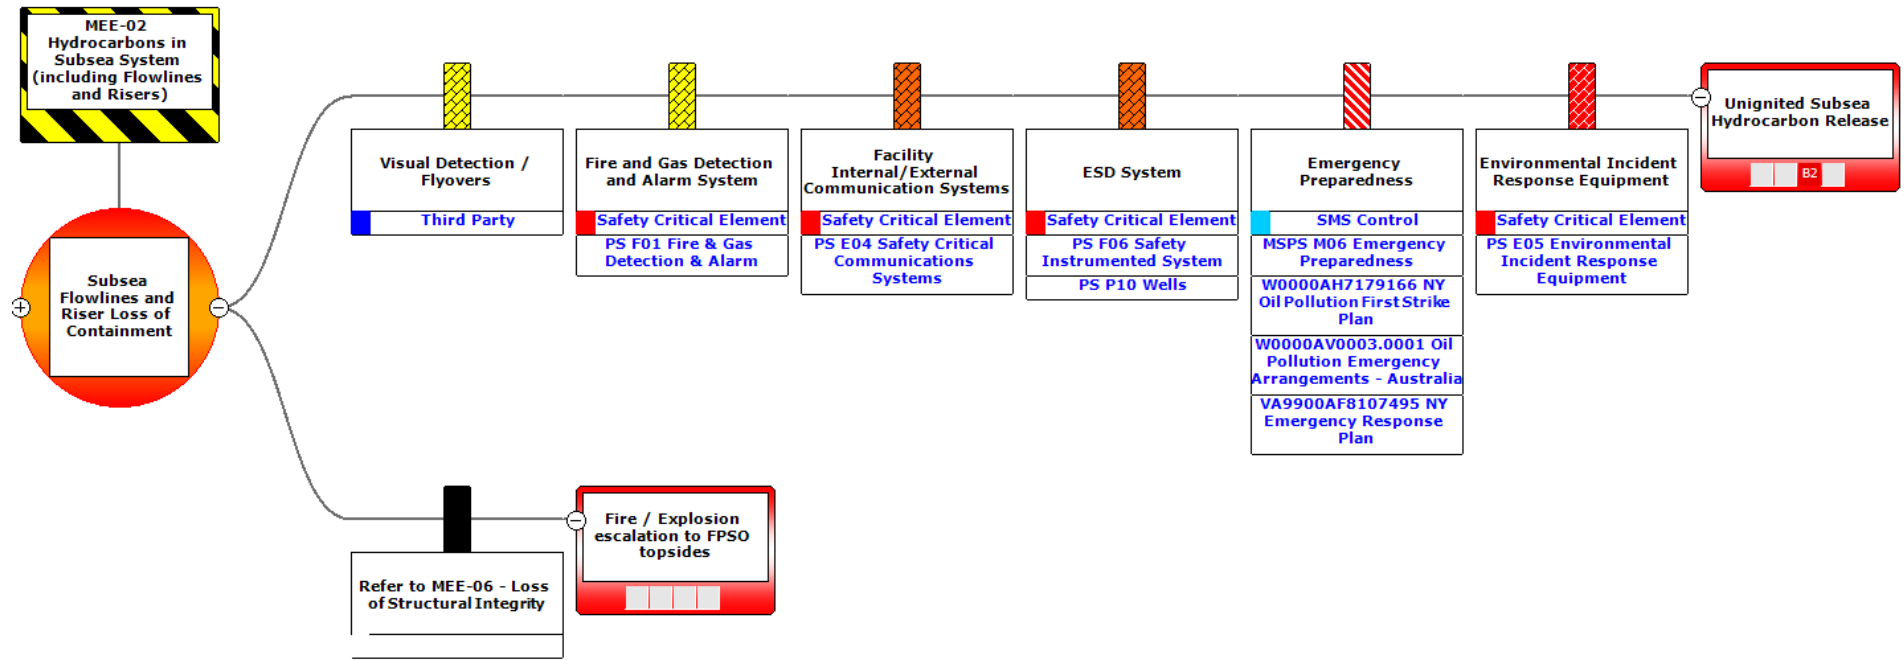 MEE-02
Hydrocarbons in
Subsea System
(including Flowlines
and Risers)
Subsea
Flowlines and
Riser Loss of
Containment
Visual Detection /
Flyovers
Third Party
Fire and Gas Detection
and Alarm System
Safety Critical Element
PS F01 Fire & Gas
Detection & Alarm
Facility
Internal/External
Communication Systems
Safety Critical Element
PS E04 Safety Critical
Communications
Systems
ESD System
Safety Critical Element
PS F06 Safety
Instrumented System
PS P10 Wells
Emergency
Preparedness
SMS Control
MSPS M06 Emergency
Preparedness
W0000AH7179166 NY
Oil Pollution First Strike
Plan
W0000AV0003.0001 Oil
Pollution Emergency
Arrangements - Australia
VA9900AF8107495 NY
Emergency Response
Plan
Environmental Incident
Response Equipment
Safety Critical Element
PS E05 Environmental
Incident Response
Equipment
Unignited Subsea
Hydrocarbon Release
B2
Refer to MEE-06 - Loss
of Structural Integrity
Fire / Explosion
escalation to FPSO
topsides